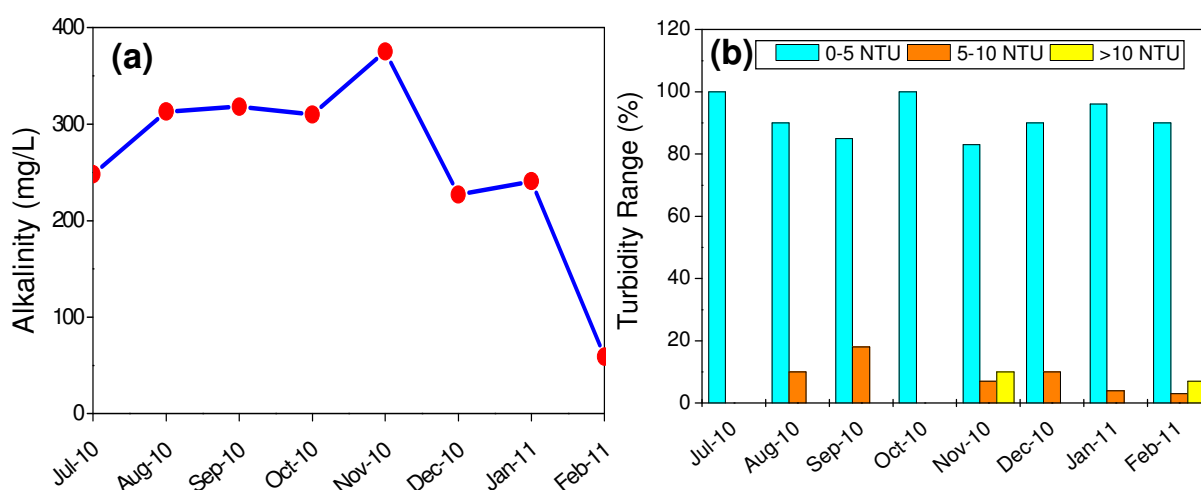 (a)
Alkalinity (mg/L)
400
300
200
100
0
Jul-10 Aug-10 Sep-10 Oct-10 Nov-10 Dec-10 Jan-11 Feb-11
(b)
0-5 NTU 5-10 NTU >10 NTU
Turbidity Range (%)
120
100
80
60
40
20
0
Jul-10 Aug-10 Sep-10 Oct-10 Nov-10 Dec-10 Jan-11 Feb-11